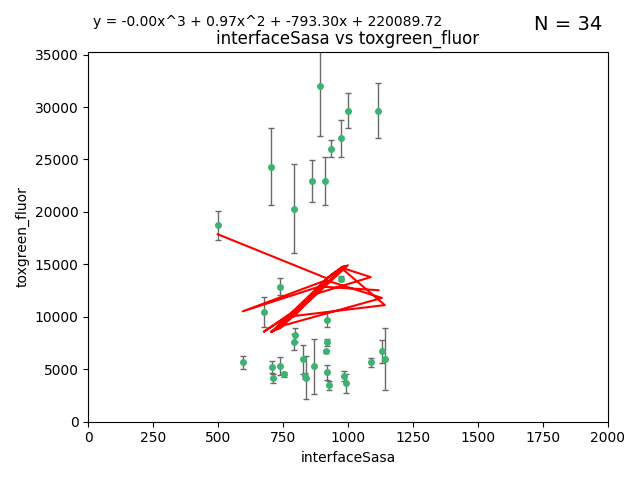 y = -0.00x^3 + 0.97x^2 + -793.30x + 220089.72
N = 34
interfaceSasa vs toxgreen_fluor
35000
30000
25000
20000
15000
10000
5000
0
toxgreen_fluor
0 250 500 750 1000 1250 1500 1750 2000
interfaceSasa